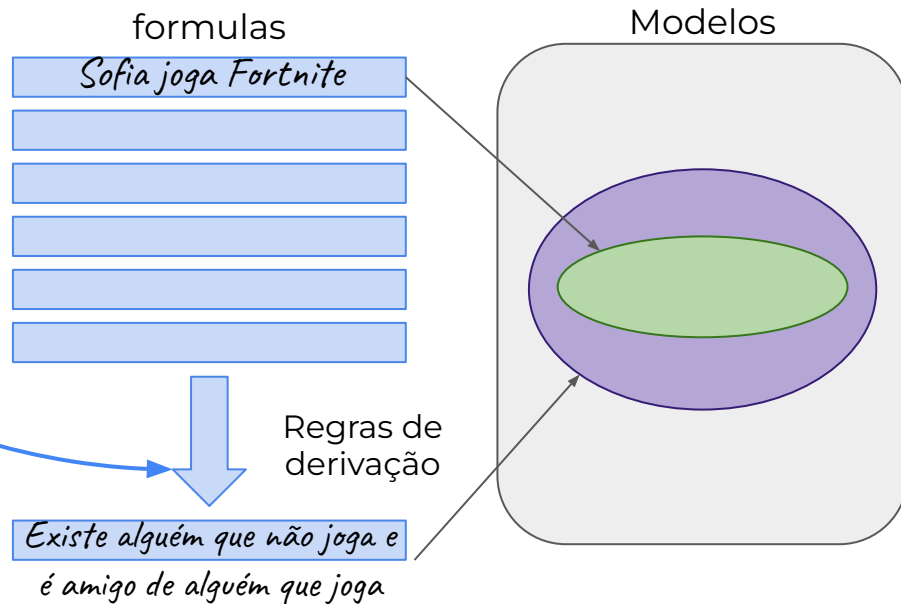 formulas
Modelos
Sofia joga Fortnite
Regras de
derivação
Existe alguém que não joga e
é amigo de alguém que joga